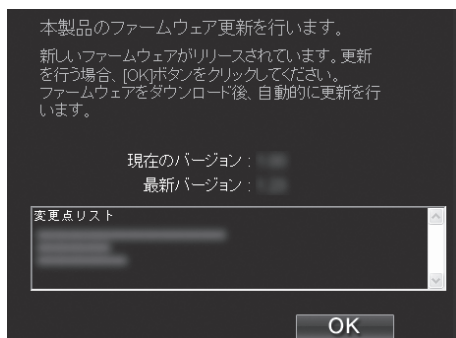 本製品のファームウェア更新を行います。
新しいファームウェアがリリースされています。更新
を行う場合、[OK]ボタンをクリックしてください。
ファームウェアをダウンロード後、自動的に更新を行
います。
現在のバージョン :
最新バージョン :
変更点リスト
OK